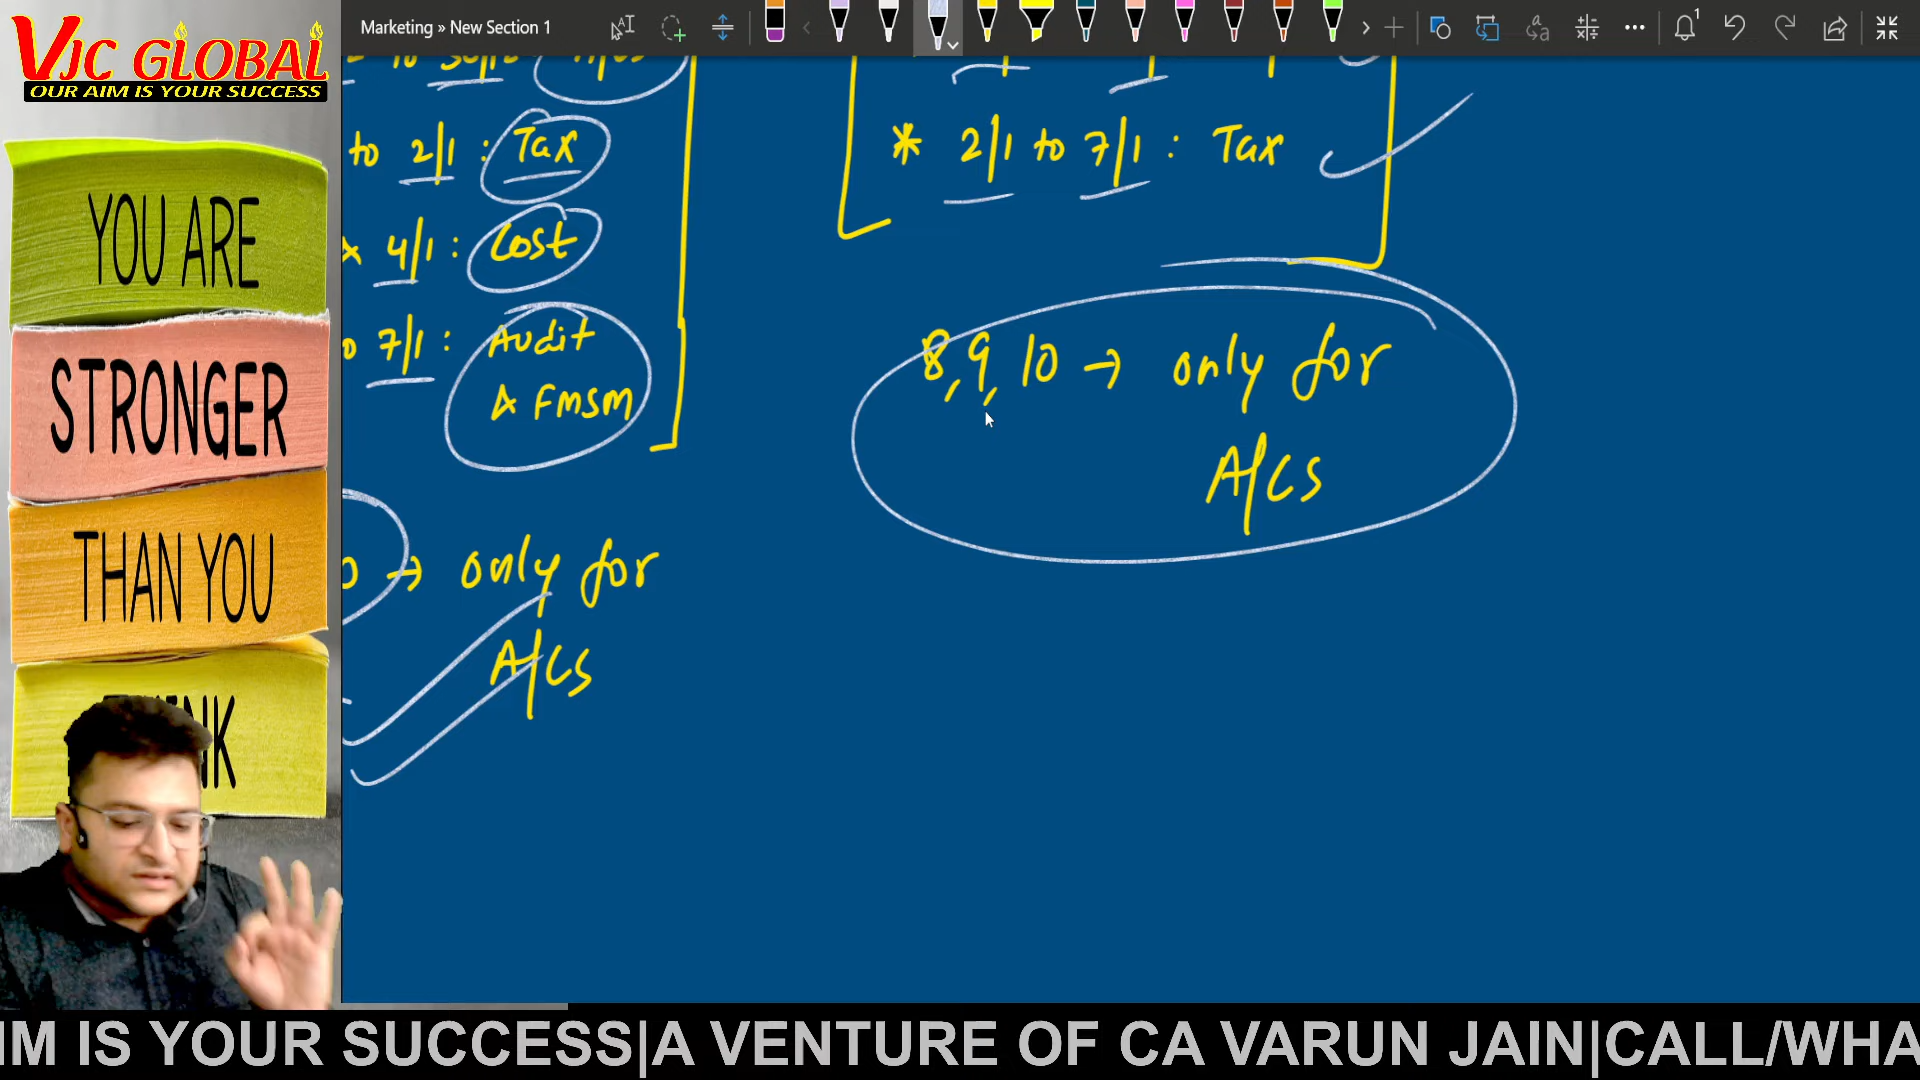 VJC GLOBAL
OUR AIM IS YOUR SUCCESS
Marketing » New Section 1
YOU ARE
STRONGER
THAN YOU
to 2/1 : Tax
4/1 : Cost
7/1 : Audit
& FMSM
→ only for
A/Cs
* 2/1 to 7/1 : Tax
8, 9, 10 → only for
A/Cs
IM IS YOUR SUCCESS|A VENTURE OF CA VARUN JAIN|CALL/WHA